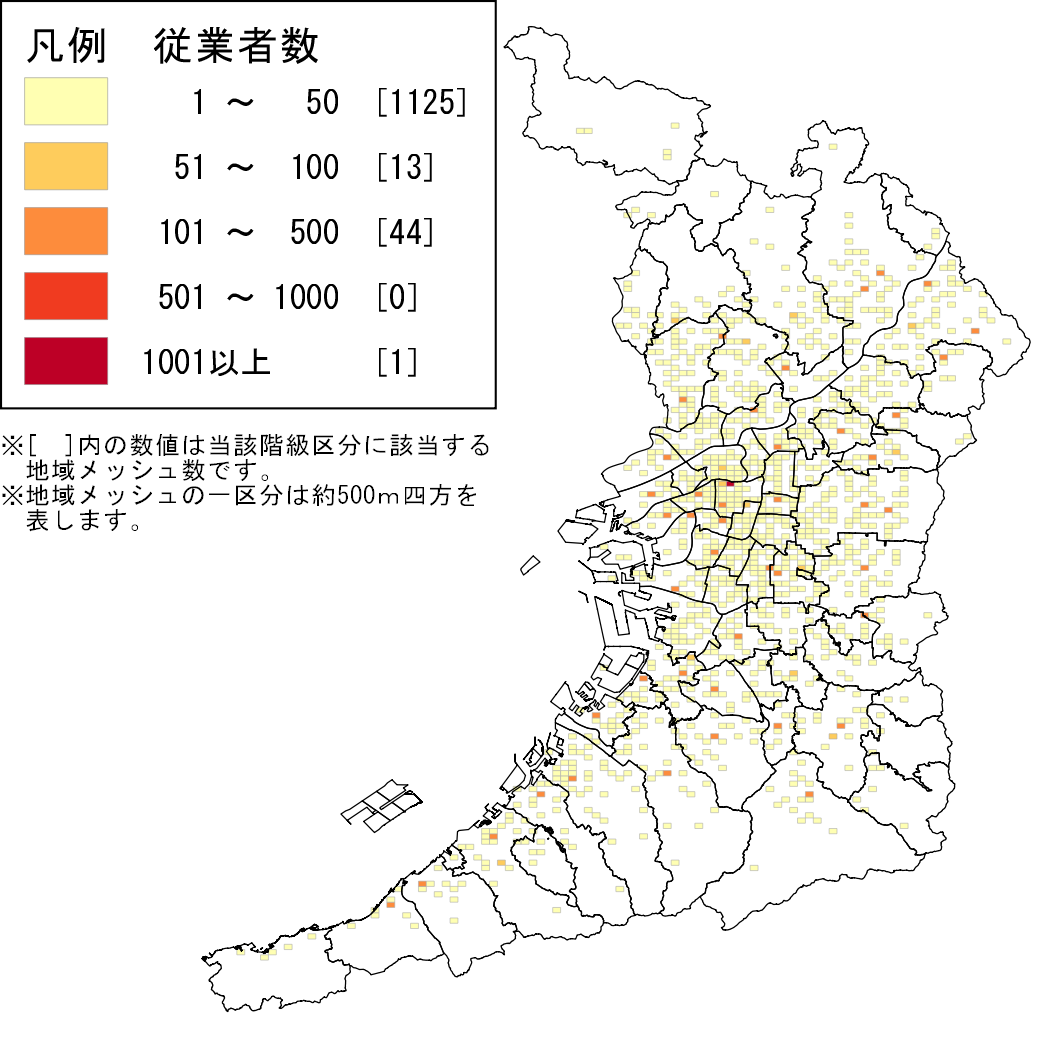 凡例 従業者数
1 ～ 50 [1125]
51 ～ 100 [13]
101 ～ 500 [44]
501 ～ 1000 [0]
1001以上 [1]
※[ ]内の数値は当該階級区分に該当する
地域メッシュ数です。
※地域メッシュの一区分は約500ｍ四方を
表します。